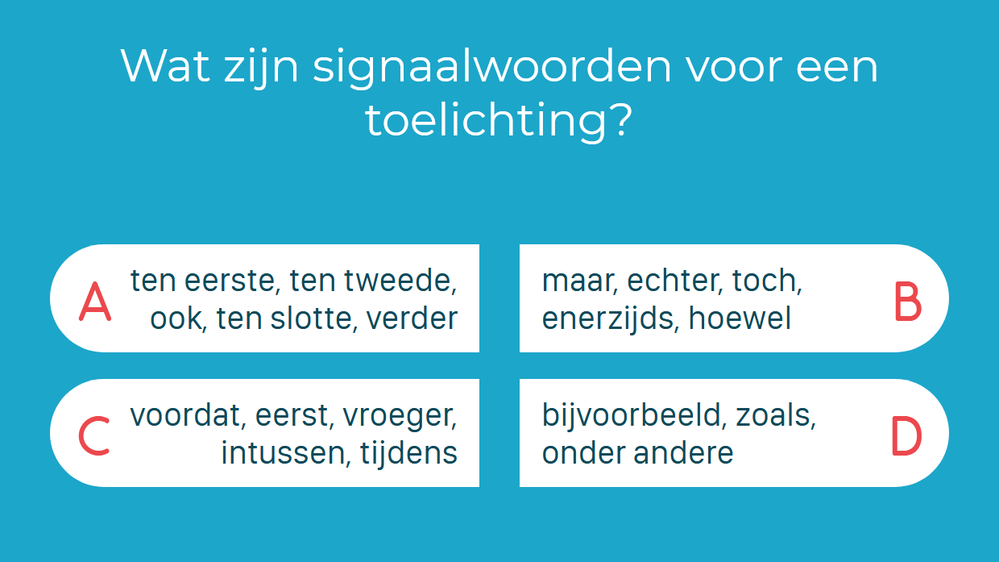 Wat zijn signaalwoorden voor een
toelichting?
A
ten eerste, ten tweede,
ook, ten slotte, verder
maar, echter, toch,
enerzijds, hoewel
B
C
voordat, eerst, vroeger,
intussen, tijdens
bijvoorbeeld, zoals,
onder andere
D